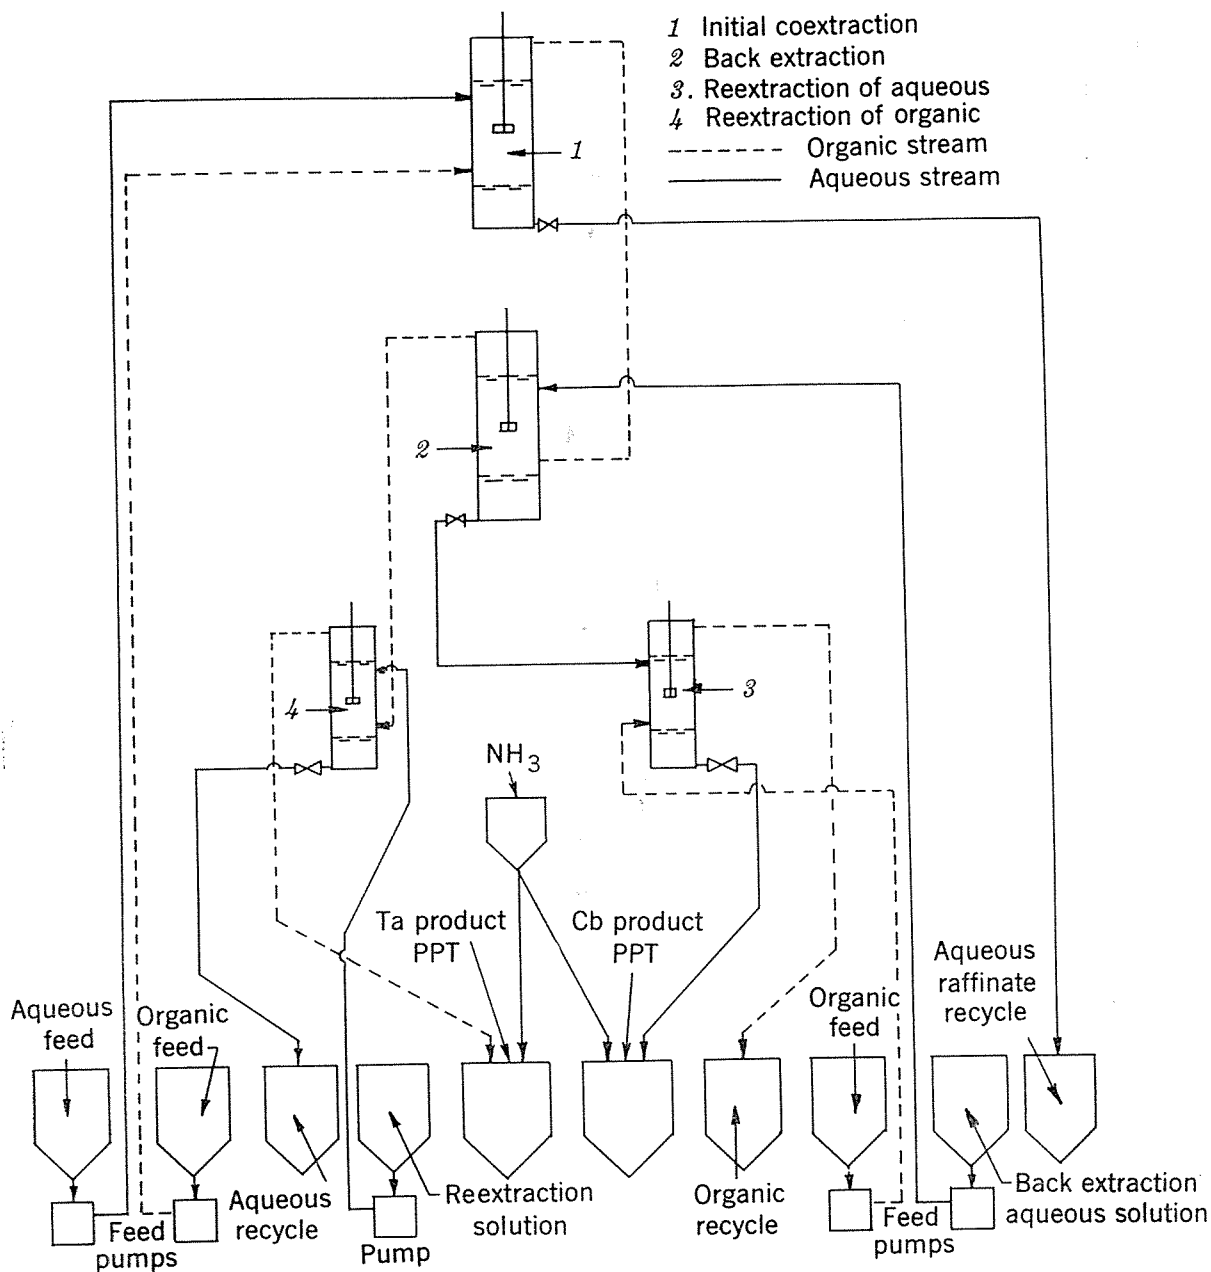 1 Initial coextraction
2 Back extraction
3. Reextraction of aqueous
4 Reextraction of organic
Organic stream
Aqueous stream
1
2
3
4
NH3
Ta product
PPT
Cb product
PPT
Aqueous
raffinate
recycle
Aqueous
feed
Organic
feed
Organic
feed
Aqueous
recycle
Reextraction
solution
Organic
recycle
Back extraction
aqueous solution
Feed
pumps
Pump
Feed
pumps